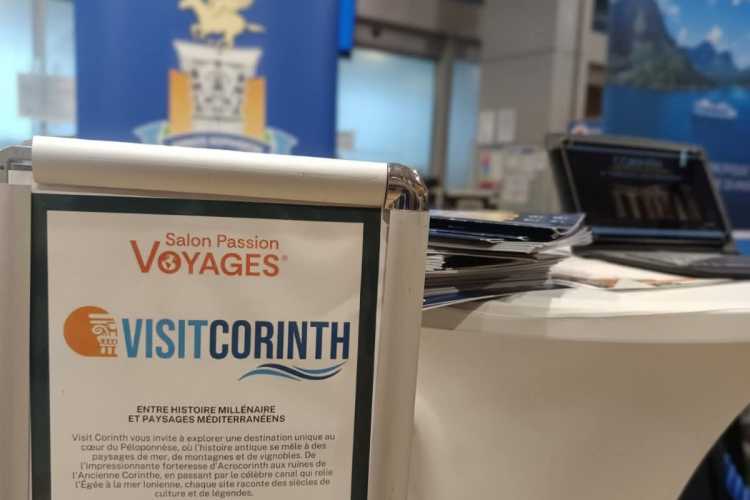 Salon Passion
VOYAGES
VISITCORINTH
ENTRE HISTOIRE MILLÉNAIRE
ET PAYSAGES MÉDITERRANÉENS
Visit Corinth vous invite à explorer une destination unique au
cœur du Péloponnèse, où l'histoire antique se mêle à des
paysages de mer, de montagnes et de vignobles. De
l'impressionnante forteresse d'Acrocorinth aux ruines de
l'Ancienne Corinthe, en passant par le célèbre canal qui relie
l'Égée à la mer Ionienne, chaque site raconte des siècles de
culture et de légendes.